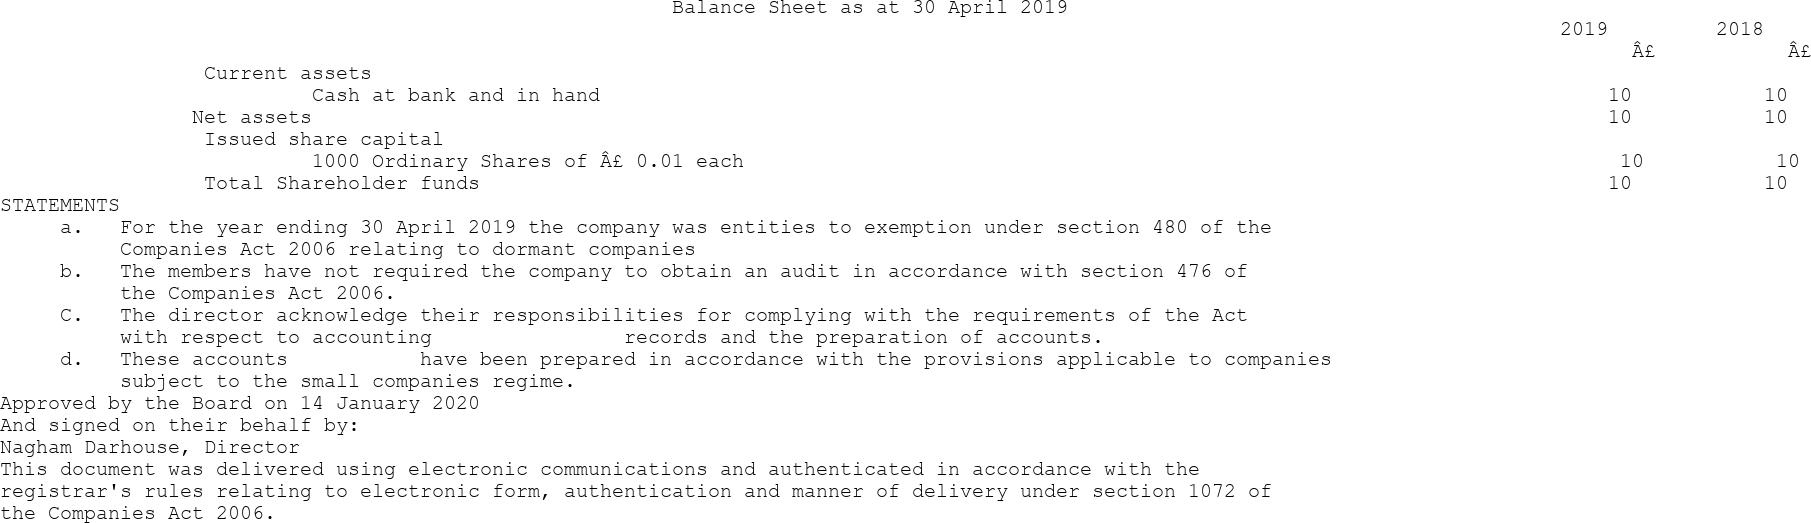 Balance Sheet as at 30 April 2019
2019 2018
Â£ Â£
Current assets
Cash at bank and in hand 10 10
Net assets 10 10
Issued share capital
1000 Ordinary Shares of Â£ 0.01 each 10 10
Total Shareholder funds 10 10
STATEMENTS
a. For the year ending 30 April 2019 the company was entities to exemption under section 480 of the
Companies Act 2006 relating to dormant companies
b. The members have not required the company to obtain an audit in accordance with section 476 of
the Companies Act 2006.
C. The director acknowledge their responsibilities for complying with the requirements of the Act
with respect to accounting records and the preparation of accounts.
d. These accounts have been prepared in accordance with the provisions applicable to companies
subject to the small companies regime.
Approved by the Board on 14 January 2020
And signed on their behalf by:
Nagham Darhouse, Director
This document was delivered using electronic communications and authenticated in accordance with the
registrar's rules relating to electronic form, authentication and manner of delivery under section 1072 of
the Companies Act 2006.